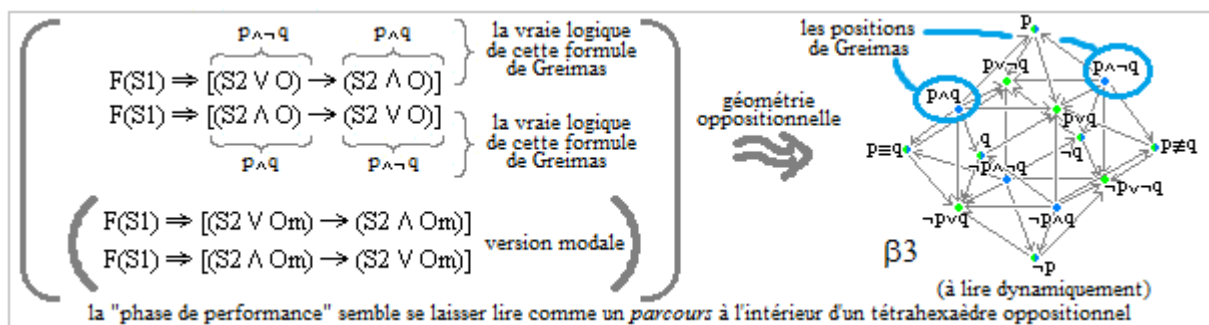 p∧¬q p∧q
la vraie logique
de cette formule
de Greimas
F(S1) ⇒ [(S2 ∨ O) → (S2 ∧ O)]
F(S1) ⇒ [(S2 ∧ O) → (S2 ∨ O)]
p∧q p∧¬q
la vraie logique
de cette formule
de Greimas
F(S1) ⇒ [(S2 ∨ Om) → (S2 ∧ Om)]
F(S1) ⇒ [(S2 ∧ Om) → (S2 ∨ Om)]
version modale
géométrie
oppositionnelle
les positions
de Greimas
p
p∨¬q p∧¬q
p∧q
p∨q
p≡q q ¬q p≢q
¬p∧¬q
¬p∨¬q
¬p∨q ¬p∧q
¬p
β3
(à lire dynamiquement)
la "phase de performance" semble se laisser lire comme un parcours à l'intérieur d'un tétrahexaèdre oppositionnel